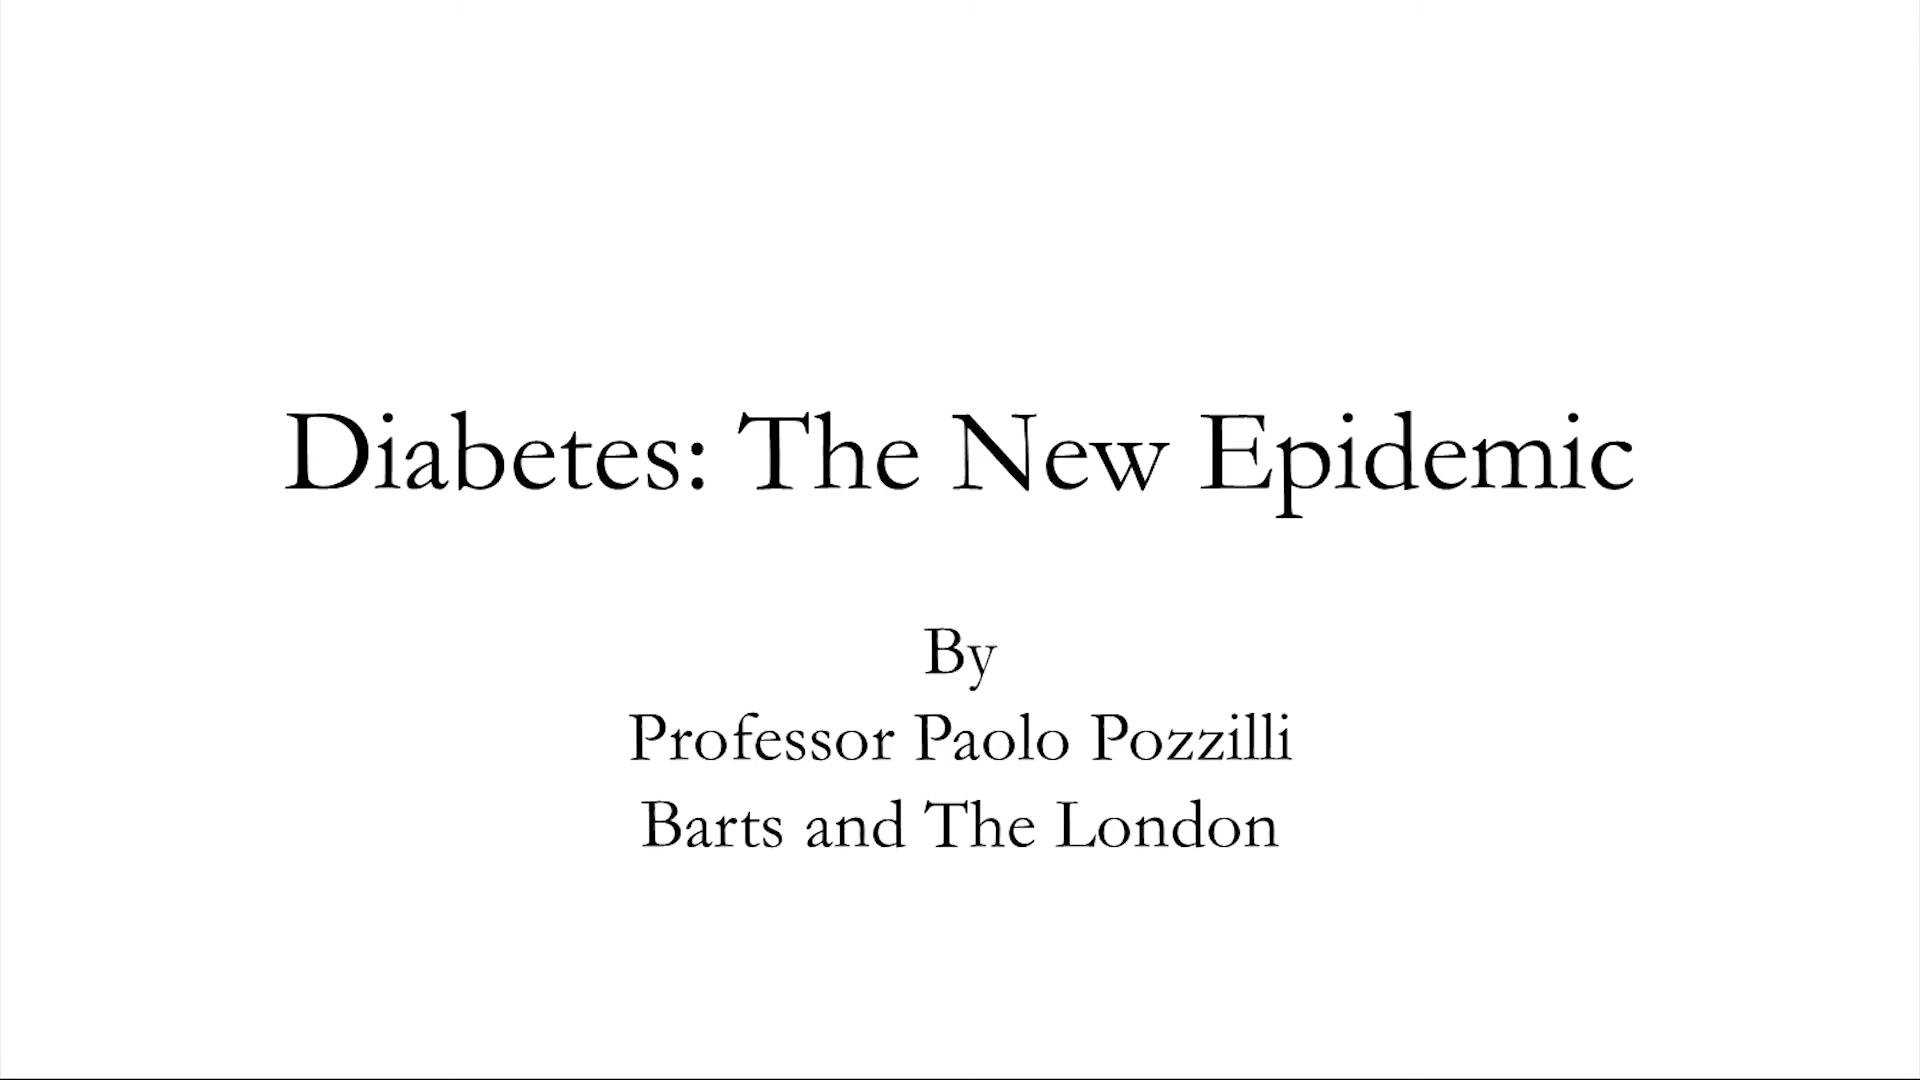 Diabetes: The New Epidemic
By
Professor Paolo Pozzilli
Barts and The London